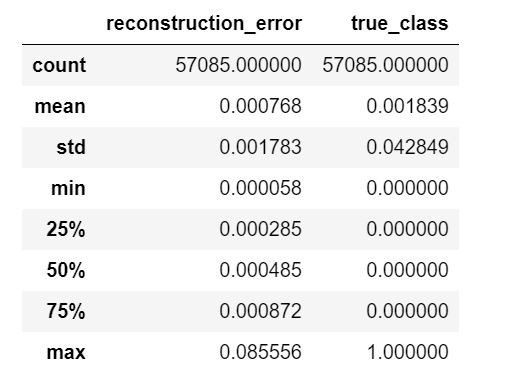 reconstruction_error true_class
count 57085.000000 57085.000000
mean 0.000768 0.001839
std 0.001783 0.042849
min 0.000058 0.000000
25% 0.000285 0.000000
50% 0.000485 0.000000
75% 0.000872 0.000000
max 0.085556 1.000000